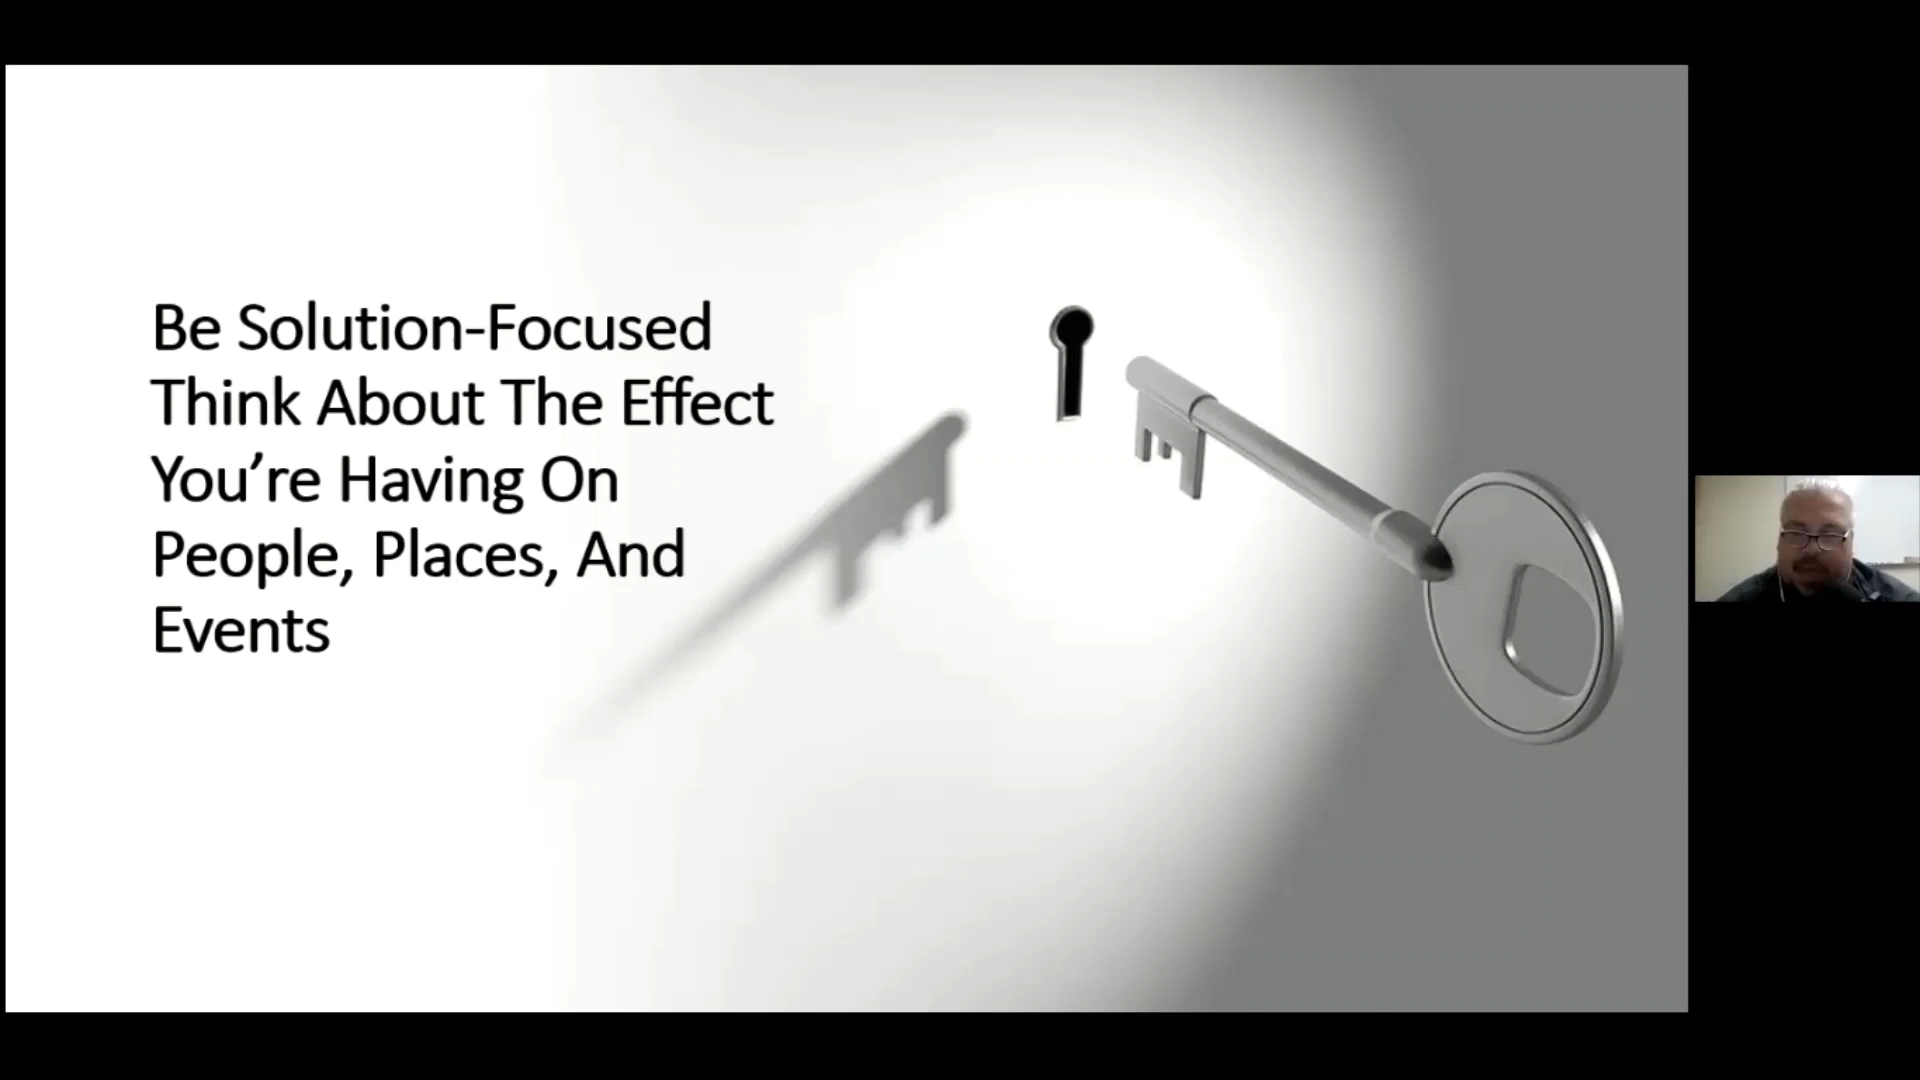 Be Solution-Focused
Think About The Effect
You’re Having On
People, Places, And
Events